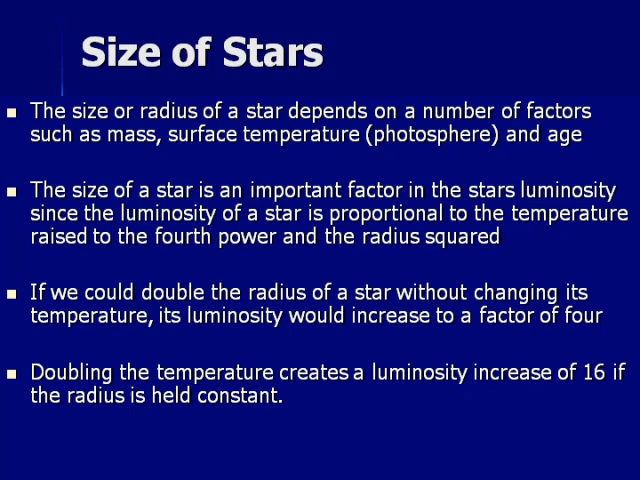 Size of Stars
The size or radius of a star depends on a number of factors
such as mass, surface temperature (photosphere) and age
The size of a star is an important factor in the stars luminosity
since the luminosity of a star is proportional to the temperature
raised to the fourth power and the radius squared
If we could double the radius of a star without changing its
temperature, its luminosity would increase to a factor of four
Doubling the temperature creates a luminosity increase of 16 if
the radius is held constant.